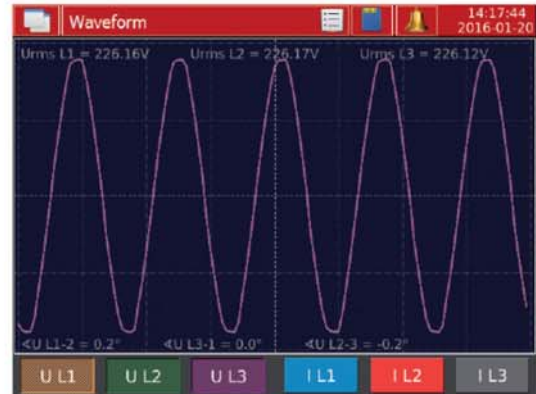 Waveform
14:17:44
2016-01-20
Urms L1 = 226.16V Urms L2 = 226.17V Urms L3 = 226.12V
∢U L1-2 = 0.2° ∢U L3-1 = 0.0° ∢U L2-3 = -0.2°
U L1 U L2 U L3 I L1 I L2 I L3